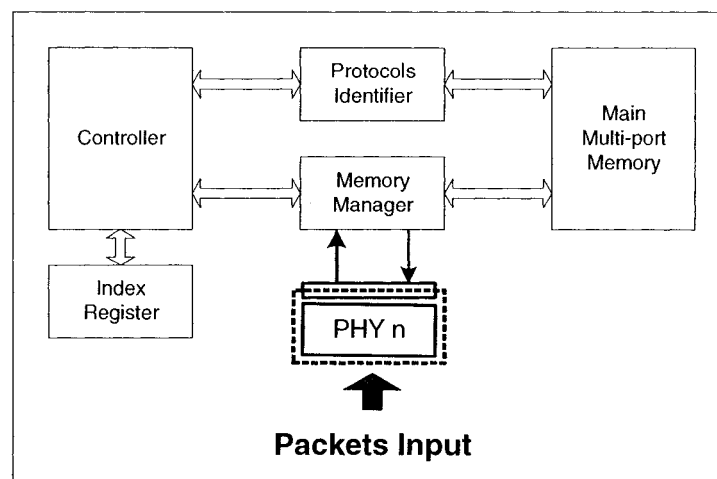 Controller
Protocols
Identifier
Main
Multi-port
Memory
Memory
Manager
Index
Register
PHY n
Packets Input